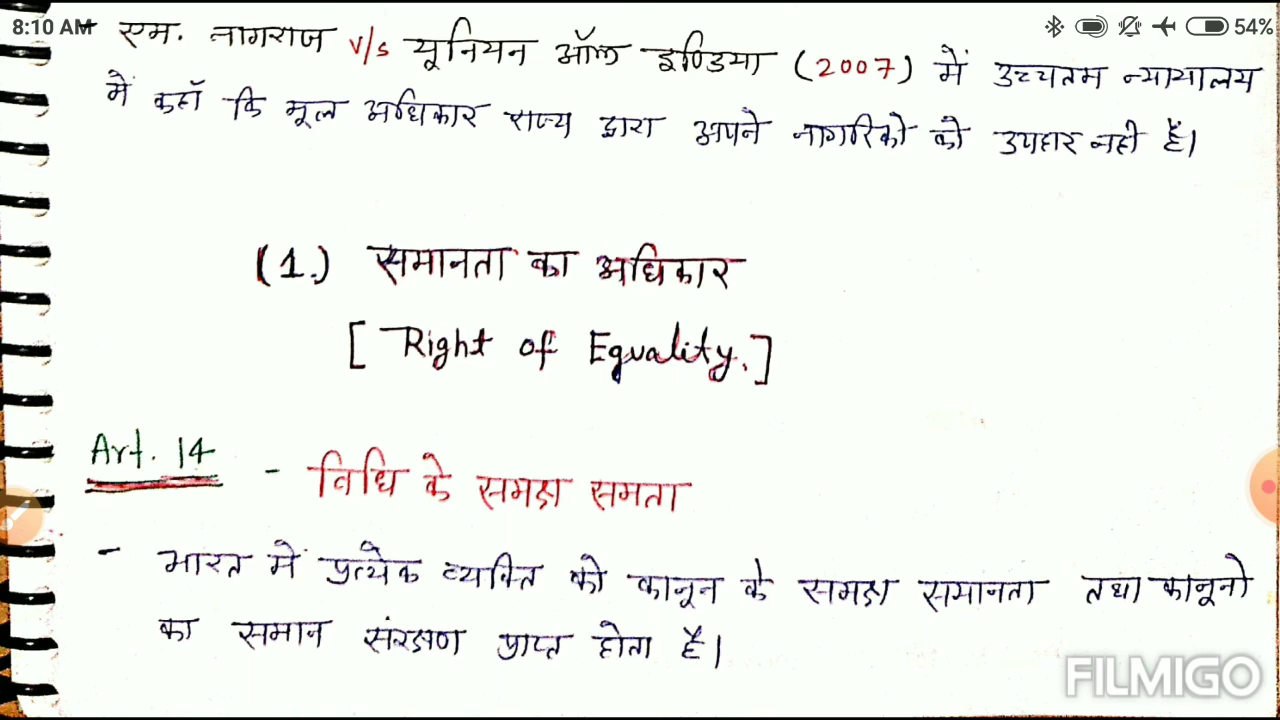 8:10 AM
54%
एम. नागराज v/s यूनियन ऑल इण्डिया (2007) में उच्चतम न्यायालय
में कहाँ कि मूल अधिकार राज्य द्वारा अपने नागरिको को उपहार नही हैं।
(1.) समानता का अधिकार
[ Right of Equality. ]
Art. 14 - विधि के समक्ष समता
- भारत में प्रत्येक व्यक्ति को कानून के समक्ष समानता तथा कानूनो
का समान संरक्षण प्राप्त होता है।
FILMIGO